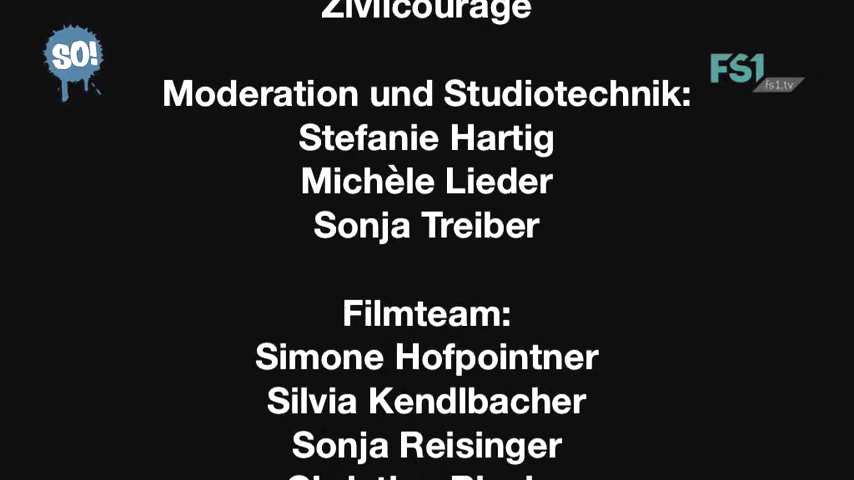 Zivilcourage
SO!
FS1
fs1.tv
Moderation und Studiotechnik:
Stefanie Hartig
Michèle Lieder
Sonja Treiber
Filmteam:
Simone Hofpointner
Silvia Kendlbacher
Sonja Reisinger